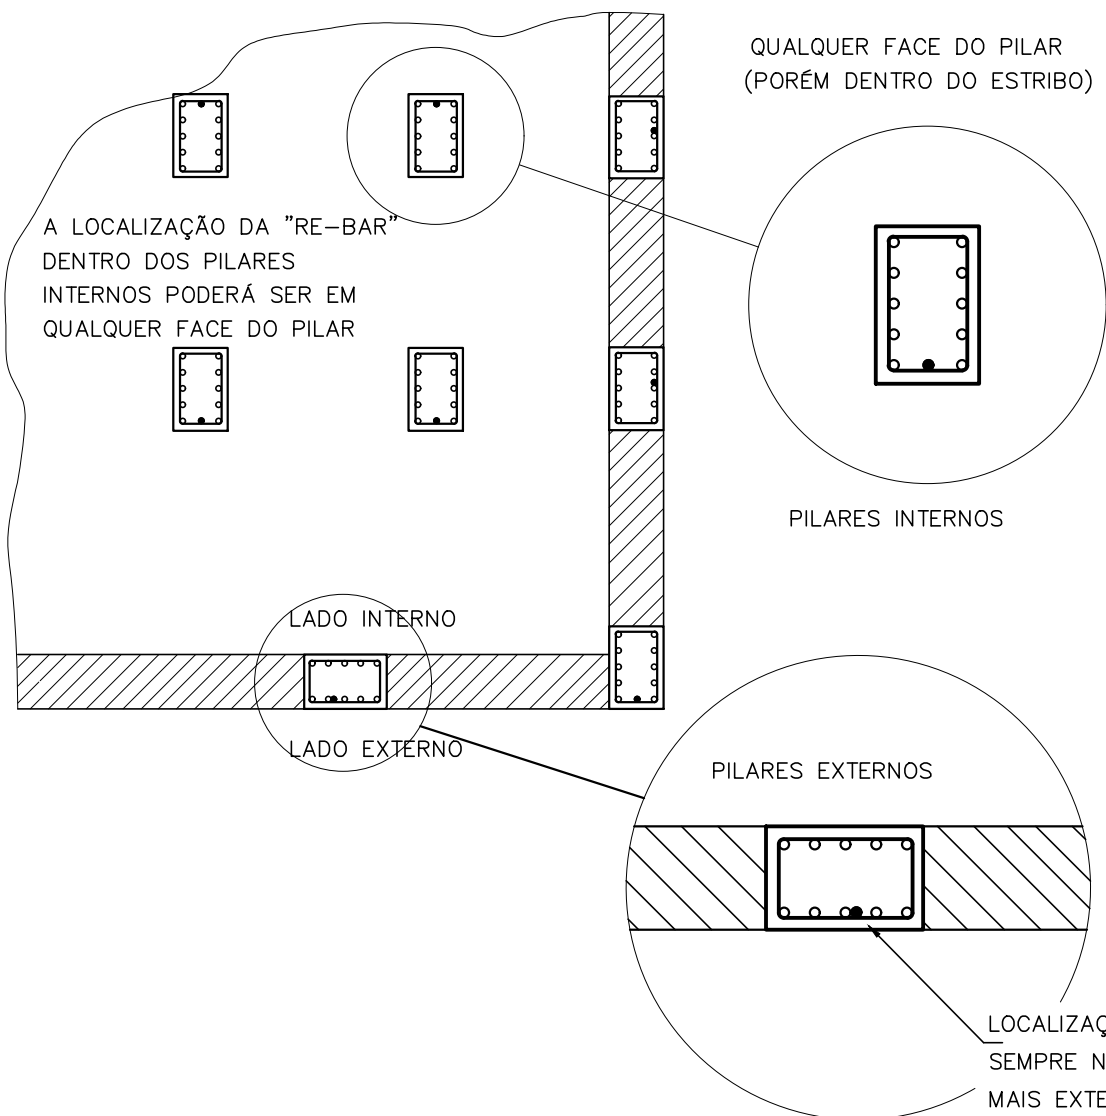 QUALQUER FACE DO PILAR
(PORÉM DENTRO DO ESTRIBO)
A LOCALIZAÇÃO DA "RE-BAR"
DENTRO DOS PILARES
INTERNOS PODERÁ SER EM
QUALQUER FACE DO PILAR
PILARES INTERNOS
LADO INTERNO
LADO EXTERNO
PILARES EXTERNOS
SEMPRE
MAIS